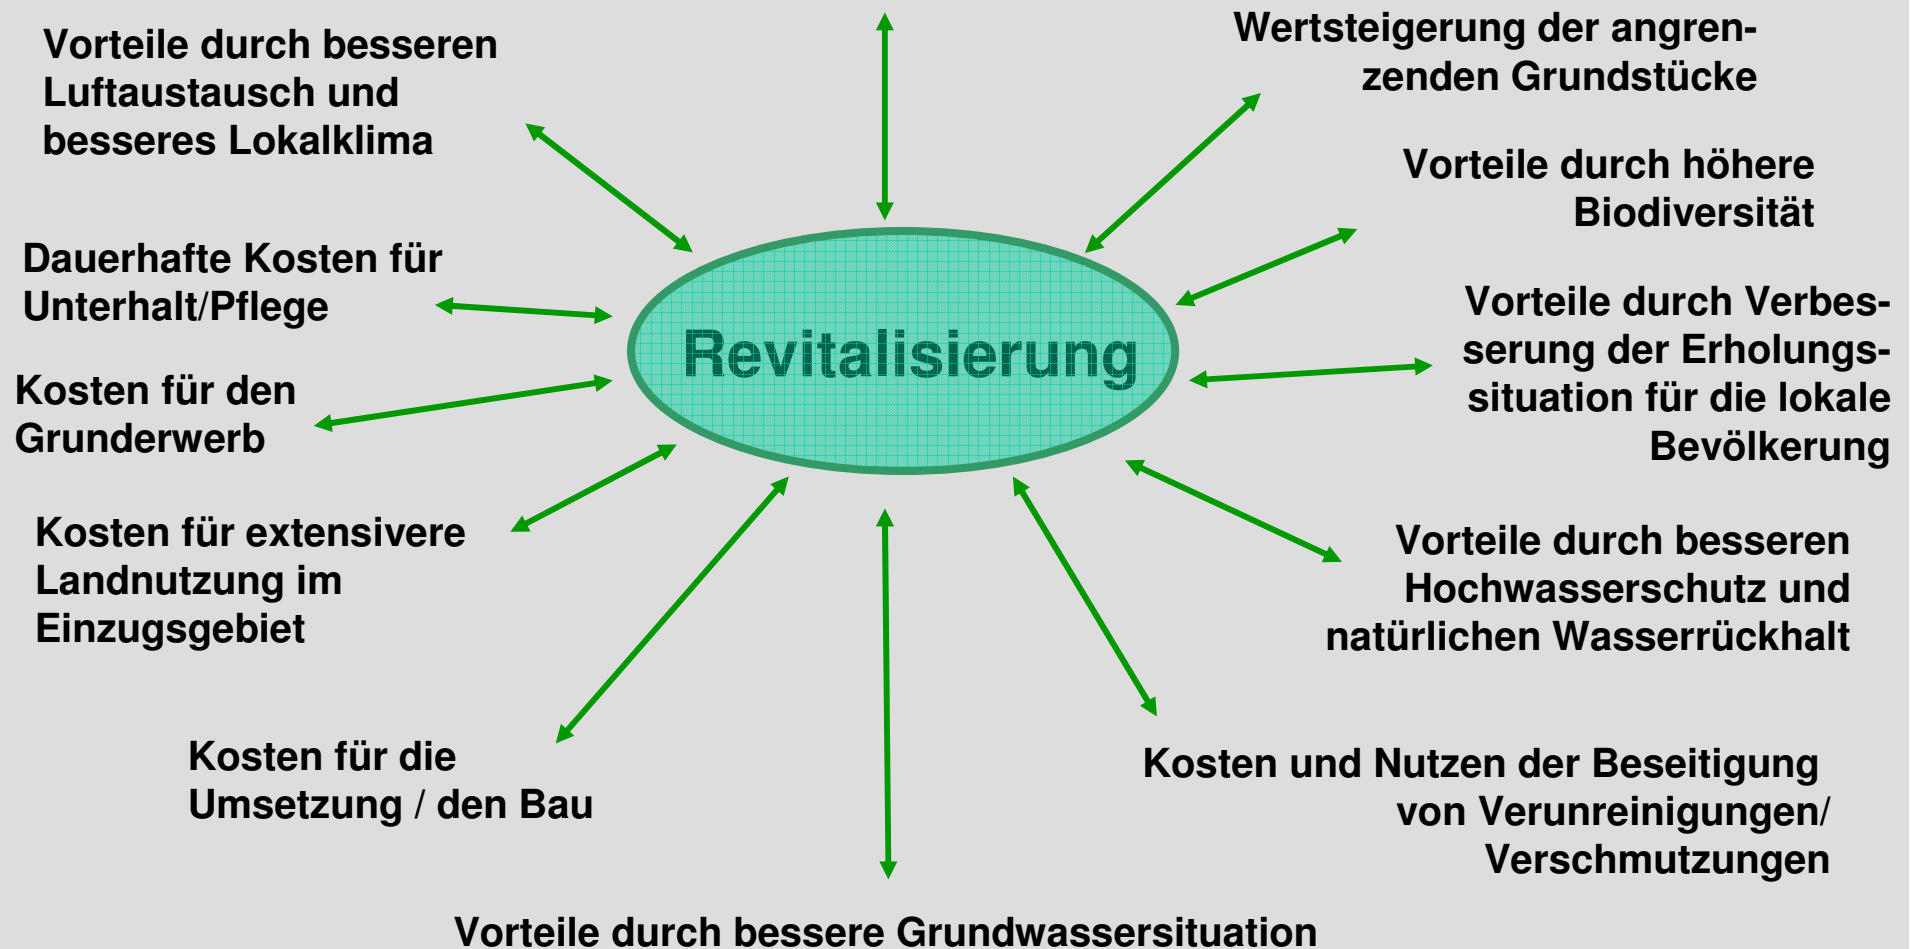 Vorteile durch besseren
Luftaustausch und
besseres Lokalklima
Wertsteigerung der angren-
zenden Grundstücke
Vorteile durch höhere
Biodiversität
Dauerhafte Kosten für
Unterhalt/Pflege
Revitalisierung
Vorteile durch Verbes-
serung der Erholungs-
situation für die lokale
Bevölkerung
Kosten für den
Grunderwerb
Kosten für extensivere
Landnutzung im
Einzugsgebiet
Vorteile durch besseren
Hochwasserschutz und
natürlichen Wasserrückhalt
Kosten für die
Umsetzung / den Bau
Kosten und Nutzen der Beseitigung
von Verunreinigungen/
Verschmutzungen
Vorteile durch bessere Grundwassersituation